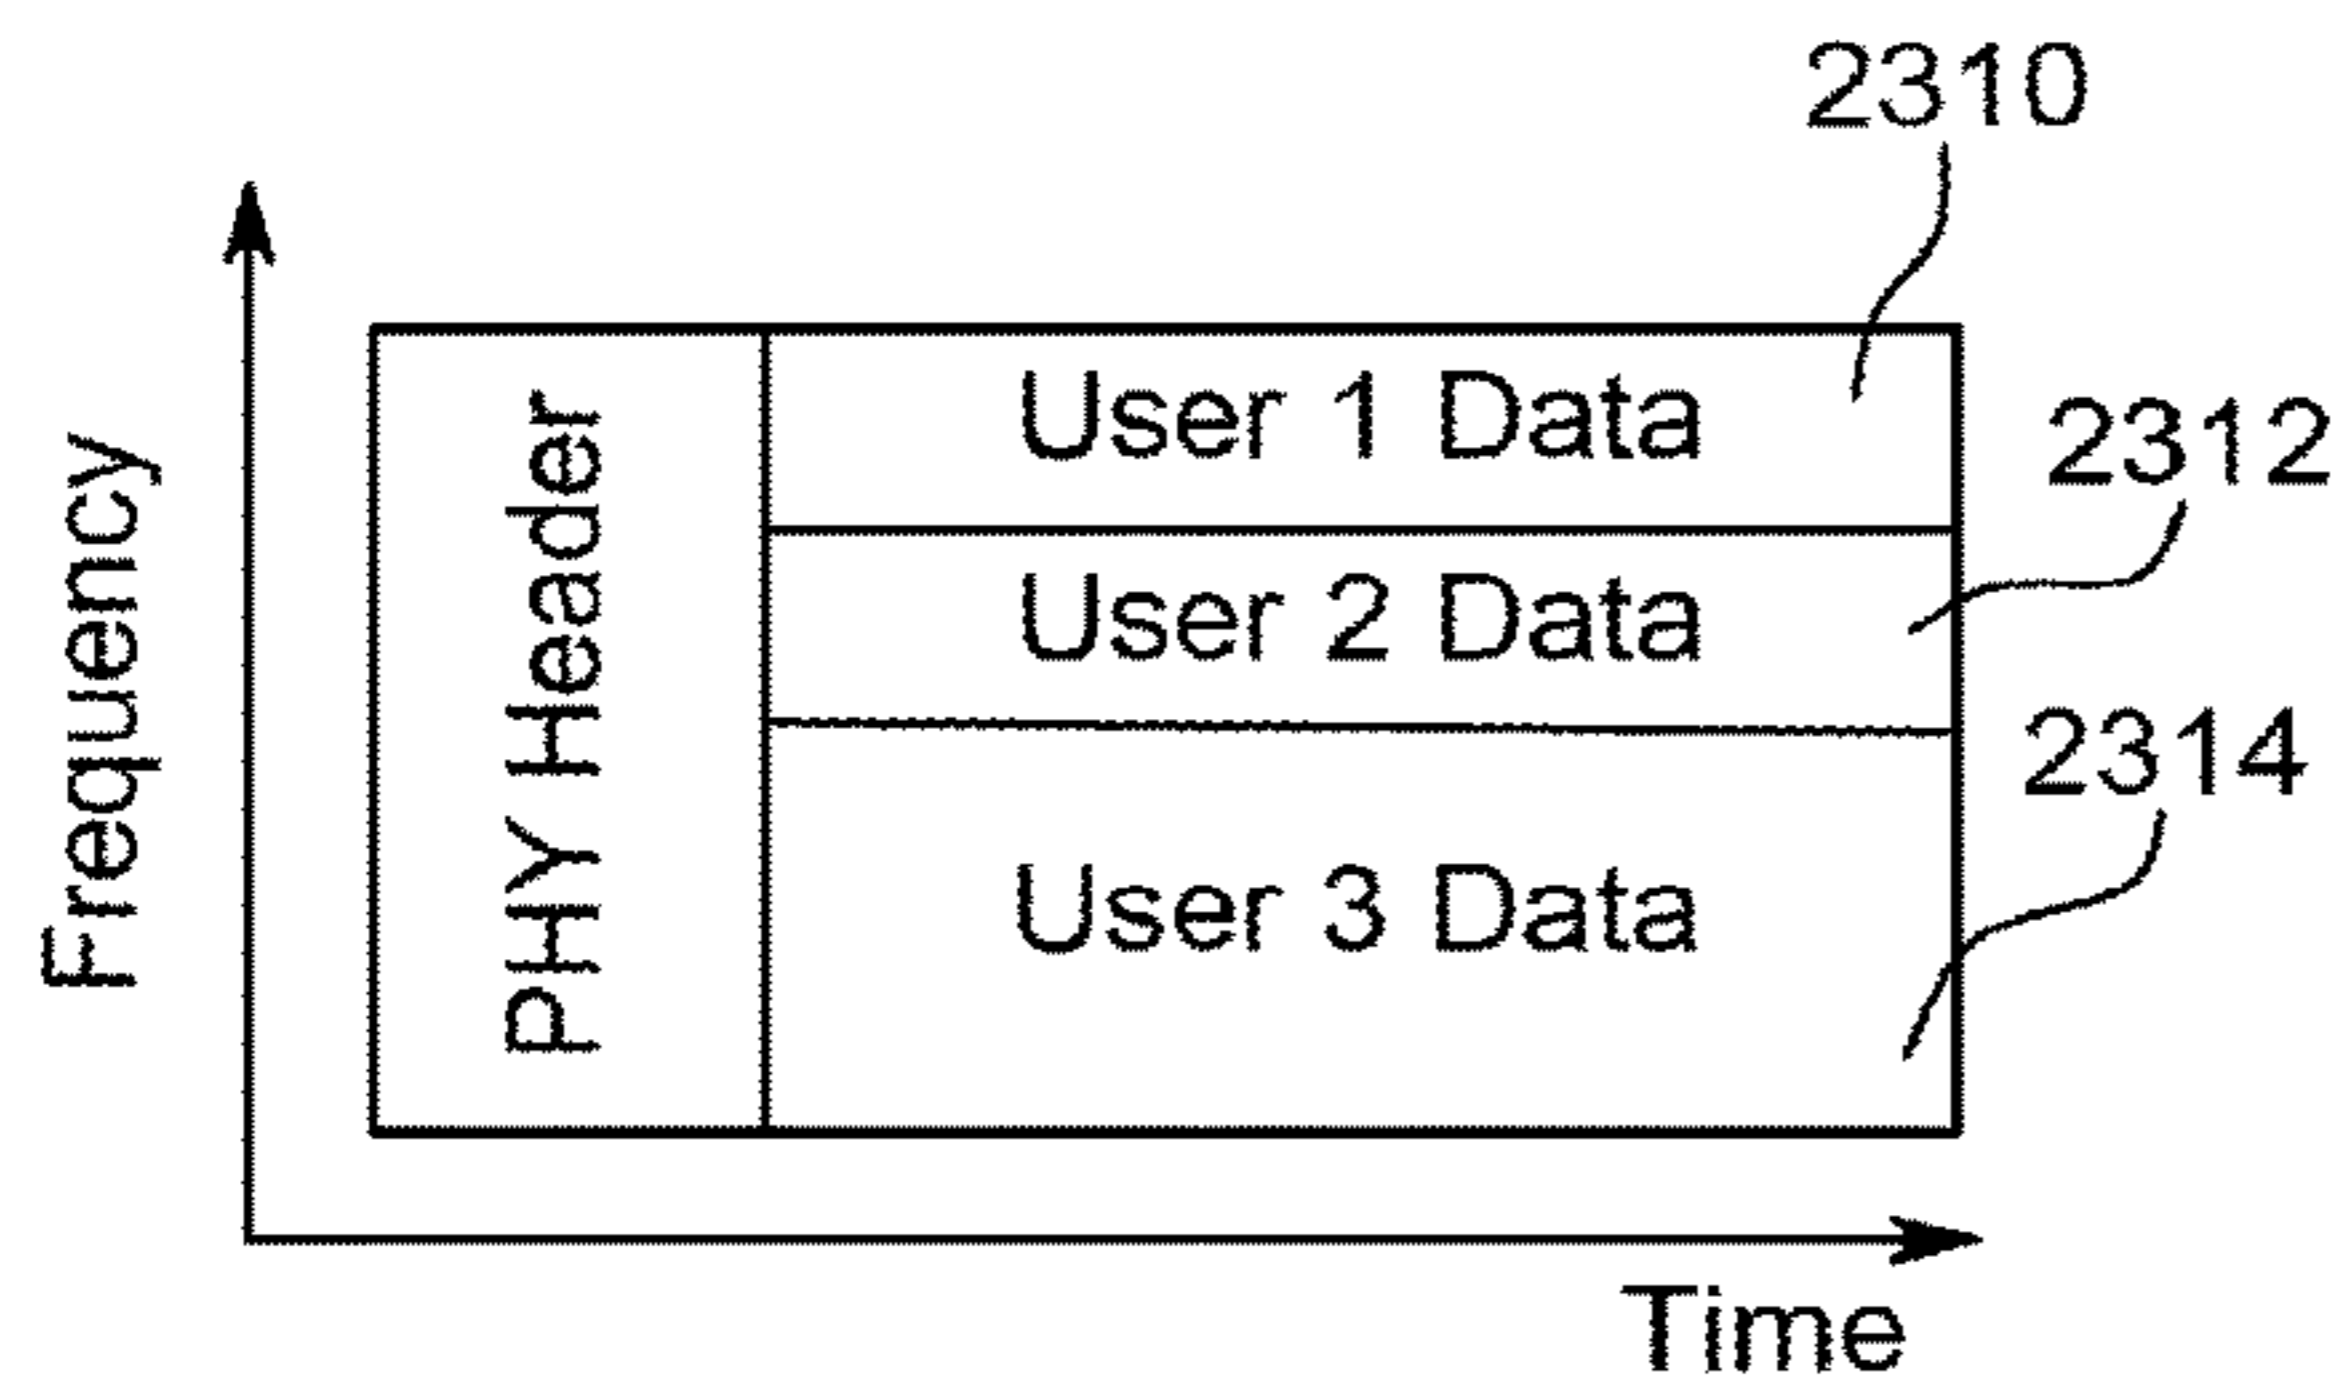 2310
Frequency
PHY Header
User 1 Data
2312
User 2 Data
2314
User 3 Data
Time